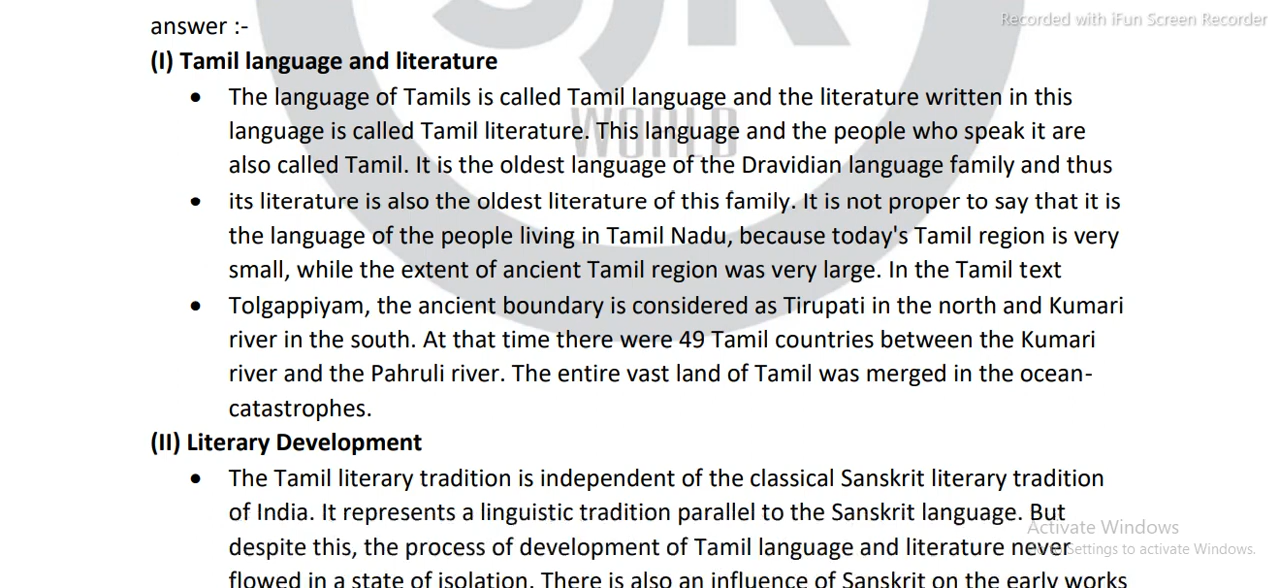 answer :-
Recorded with iFun Screen Recorder
(I) Tamil language and literature
• The language of Tamils is called Tamil language and the literature written in this
language is called Tamil literature. This language and the people who speak it are
also called Tamil. It is the oldest language of the Dravidian language family and thus
• its literature is also the oldest literature of this family. It is not proper to say that it is
the language of the people living in Tamil Nadu, because today's Tamil region is very
small, while the extent of ancient Tamil region was very large. In the Tamil text
• Tolgappiyam, the ancient boundary is considered as Tirupati in the north and Kumari
river in the south. At that time there were 49 Tamil countries between the Kumari
river and the Pahruli river. The entire vast land of Tamil was merged in the ocean-
catastrophes.
(II) Literary Development
• The Tamil literary tradition is independent of the classical Sanskrit literary tradition
of India. It represents a linguistic tradition parallel to the Sanskrit language. But
despite this, the process of development of Tamil language and literature never
flowed in a state of isolation. There is also an influence of Sanskrit on the early works
WORLD
Activate Windows
Settings to activate Windows.